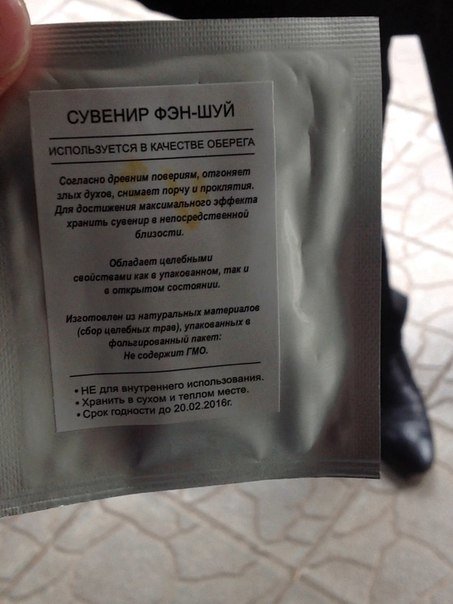 СУВЕНИР ФЭН-ШУЙ
ИСПОЛЬЗУЕТСЯ В КАЧЕСТВЕ ОБЕРЕГА
Согласно древним повериям, отгоняет
злых духов, снимает порчу и проклятия.
Для достижения максимального эффекта
хранить сувенир в непосредственной
близости.
Обладает целебными
свойствами как в упакованном, так и
в открытом состоянии.
Изготовлен из натуральных материалов
(сбор целебных трав), упакованных в
фольгированный пакет:
Не содержит ГМО.
• НЕ для внутреннего использования.
• Хранить в сухом и теплом месте.
• Срок годности до 20.02.2016г.